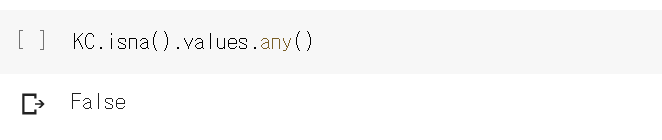 [ ] KC.isna().values.any()
False